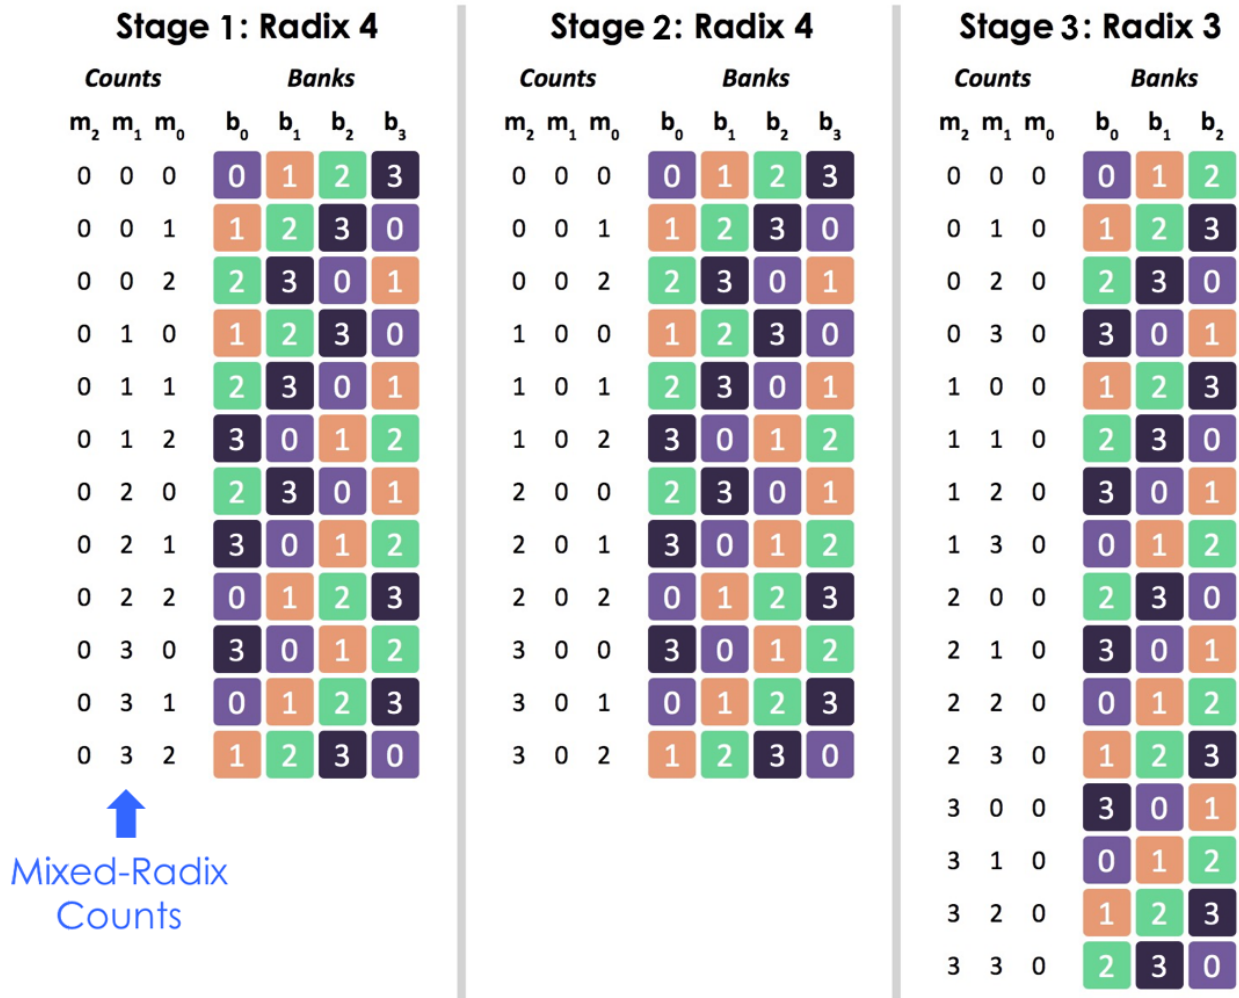 Stage 1: Radix 4
Counts Banks
m2 m1 m0 b0 b1 b2 b3
0 0 0 0 1 2 3
0 0 1 1 2 3 0
0 0 2 2 3 0 1
0 1 0 1 2 3 0
0 1 1 2 3 0 1
0 1 2 3 0 1 2
0 2 0 2 3 0 1
0 2 1 3 0 1 2
0 2 2 0 1 2 3
0 3 0 3 0 1 2
0 3 1 0 1 2 3
0 3 2 1 2 3 0
Mixed-Radix
Counts
Stage 2: Radix 4
Counts Banks
m2 m1 m0 b0 b1 b2 b3
0 0 0 0 1 2 3
0 0 1 1 2 3 0
0 0 2 2 3 0 1
1 0 0 1 2 3 0
1 0 1 2 3 0 1
1 0 2 3 0 1 2
2 0 0 2 3 0 1
2 0 1 3 0 1 2
2 0 2 0 1 2 3
3 0 0 3 0 1 2
3 0 1 0 1 2 3
3 0 2 1 2 3 0
Stage 3: Radix 3
Counts Banks
m2 m1 m0 b0 b1 b2
0 0 0 0 1 2
0 1 0 1 2 3
0 2 0 2 3 0
0 3 0 3 0 1
1 0 0 1 2 3
1 1 0 2 3 0
1 2 0 3 0 1
1 3 0 0 1 2
2 0 0 2 3 0
2 1 0 3 0 1
2 2 0 0 1 2
2 3 0 1 2 3
3 0 0 3 0 1
3 1 0 0 1 2
3 2 0 1 2 3
3 3 0 2 3 0